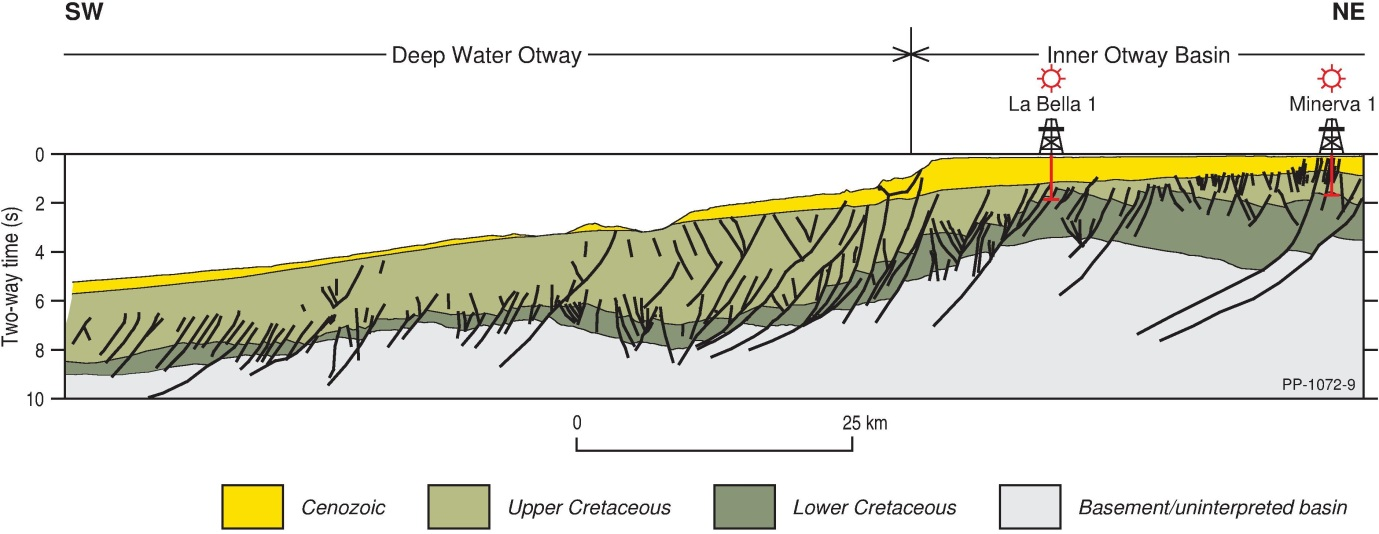 SW
NE
Deep Water Otway
Inner Otway Basin
La Bella 1
Minerva 1
0
2
4
6
8
10
Two-way time (s)
PP-1072-9
0
25 km
Cenozoic
Upper Cretaceous
Lower Cretaceous
Basement/uninterpreted basin